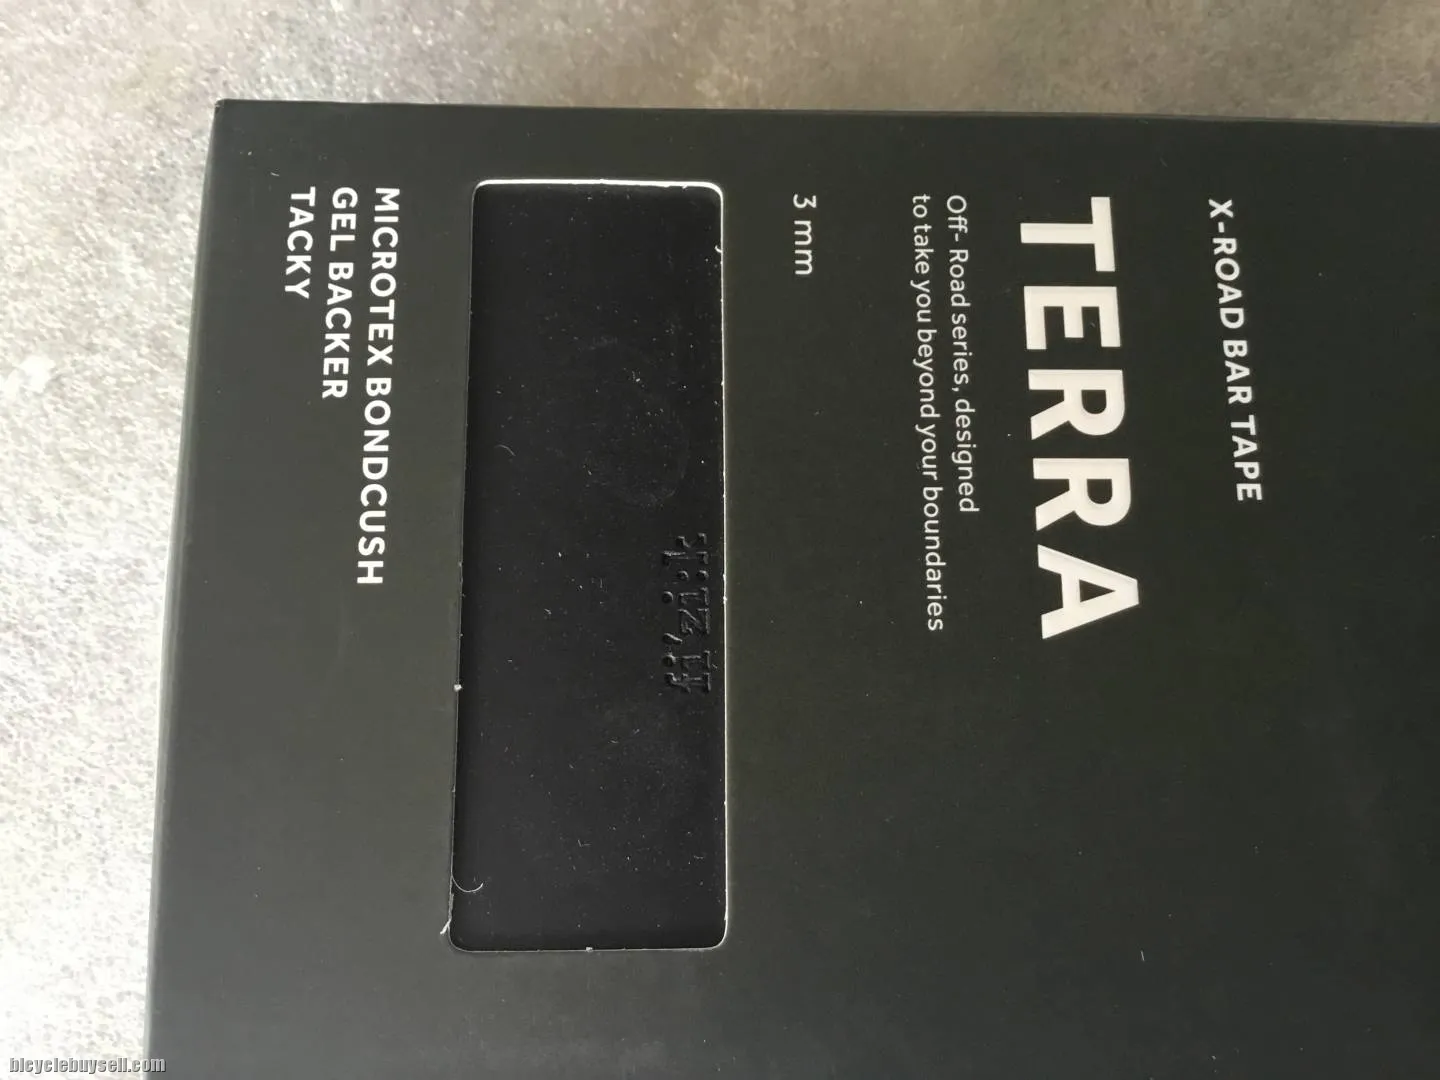 X-ROAD BAR TAPE
TERRA
Off- Road series, designed
to take you beyond your boundaries
3 mm
MICROTEX BONDCUSH
GEL BACKER
TACKY
bicyclebuysell.com